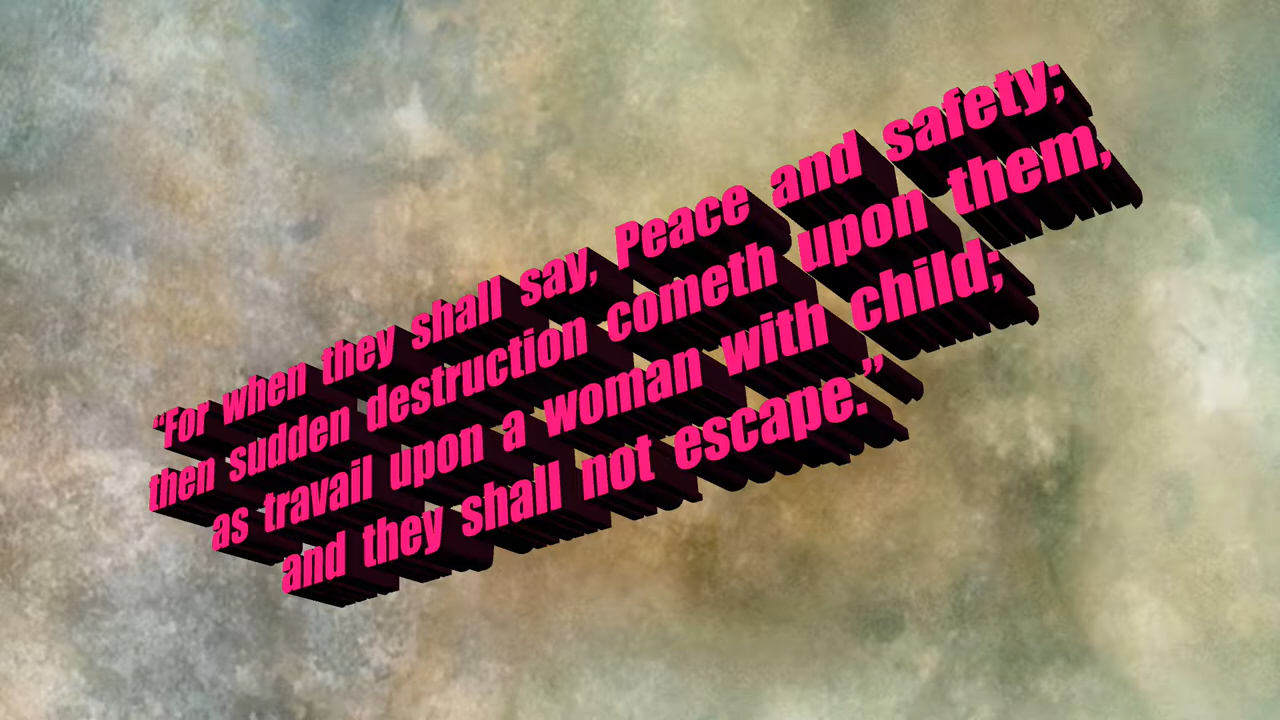 “For when they shall say, Peace and safety;
then sudden destruction cometh upon them,
as travail upon a woman with child;
and they shall not escape.”